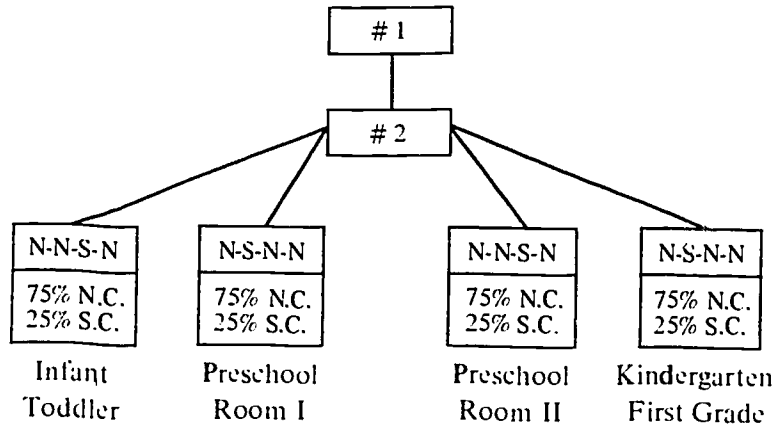 # 1
# 2
N-N-S-N
N-S-N-N
N-N-S-N
N-S-N-N
75% N.C.
25% S.C.
75% N.C.
25% S.C.
75% N.C.
25% S.C.
75% N.C.
25% S.C.
Infant
Toddler
Preschool
Room I
Preschool
Room II
Kindergarten
First Grade